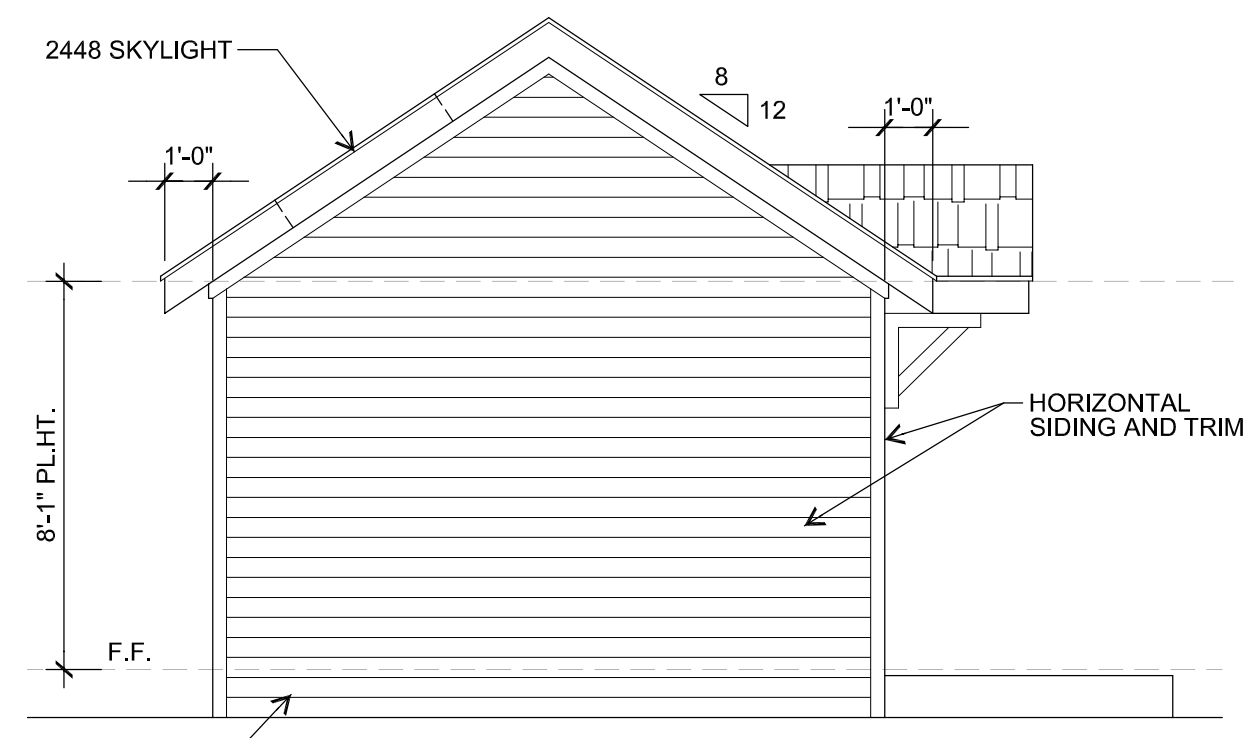 2448 SKYLIGHT
8
12
1'-0"
1'-0"
8'-1" PL.HT.
HORIZONTAL
SIDING AND TRIM
F.F.